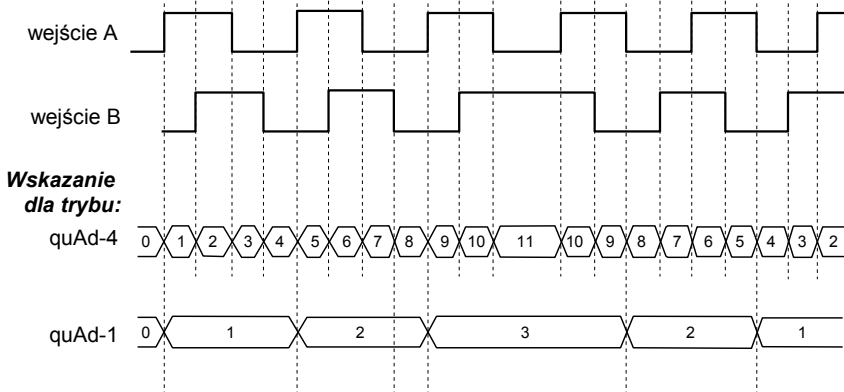 wejście A
wejście B
Wskazanie
dla trybu:
quAd-4 0 1 2 3 4 5 6 7 8 9 10 11 10 9 8 7 6 5 4 3 2
quAd-1 0 1 2 3 2 1